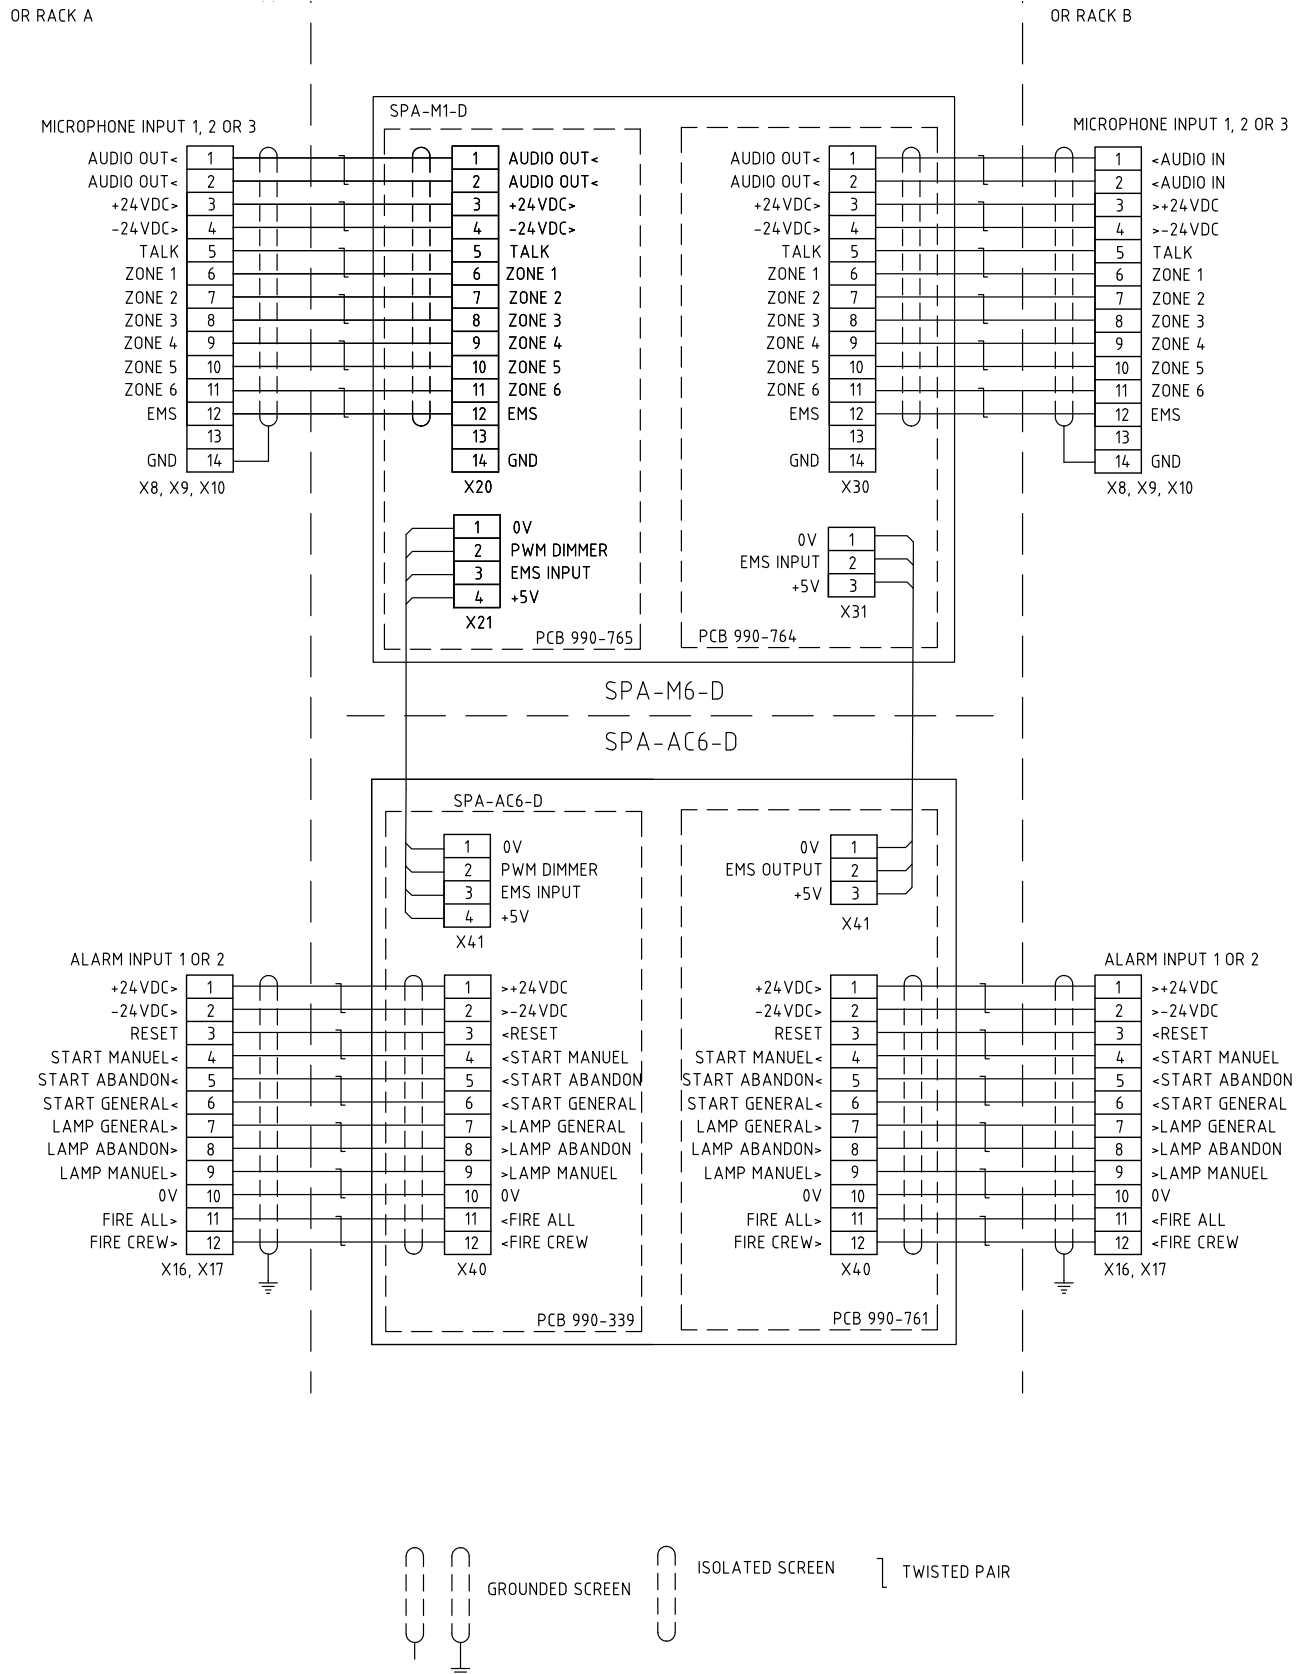 OR RACK A
OR RACK B
SPA-M1-D
MICROPHONE INPUT 1, 2 OR 3
MICROPHONE INPUT 1, 2 OR 3
AUDIO OUT< 1 1 AUDIO OUT< AUDIO OUT< 1 1 <AUDIO IN
AUDIO OUT< 2 2 AUDIO OUT< AUDIO OUT< 2 2 <AUDIO IN
+24VDC> 3 3 +24VDC> +24VDC> 3 3 >+24VDC
-24VDC> 4 4 -24VDC> -24VDC> 4 4 >-24VDC
TALK 5 5 TALK TALK 5 5 TALK
ZONE 1 6 6 ZONE 1 ZONE 1 6 6 ZONE 1
ZONE 2 7 7 ZONE 2 ZONE 2 7 7 ZONE 2
ZONE 3 8 8 ZONE 3 ZONE 3 8 8 ZONE 3
ZONE 4 9 9 ZONE 4 ZONE 4 9 9 ZONE 4
ZONE 5 10 10 ZONE 5 ZONE 5 10 10 ZONE 5
ZONE 6 11 11 ZONE 6 ZONE 6 11 11 ZONE 6
EMS 12 12 EMS EMS 12 12 EMS
13 13 13 13
GND 14 14 GND GND 14 14 GND
X8, X9, X10 X20 X30 X8, X9, X10
1 0V
2 PWM DIMMER
3 EMS INPUT
4 +5V
X21
0V 1
EMS INPUT 2
+5V 3
X31
PCB 990-765
PCB 990-764
SPA-M6-D
SPA-AC6-D
SPA-AC6-D
1 0V
2 PWM DIMMER
3 EMS INPUT
4 +5V
X41
0V 1
EMS OUTPUT 2
+5V 3
X41
ALARM INPUT 1 OR 2
ALARM INPUT 1 OR 2
+24VDC> 1 1 >+24VDC +24VDC> 1 1 >+24VDC
-24VDC> 2 2 >-24VDC -24VDC> 2 2 >-24VDC
RESET 3 3 <RESET RESET 3 3 <RESET
START MANUEL< 4 4 <START MANUEL START MANUEL< 4 4 <START MANUEL
START ABANDON< 5 5 <START ABANDON START ABANDON< 5 5 <START ABANDON
START GENERAL< 6 6 <START GENERAL START GENERAL< 6 6 <START GENERAL
LAMP GENERAL> 7 7 >LAMP GENERAL LAMP GENERAL> 7 7 >LAMP GENERAL
LAMP ABANDON> 8 8 >LAMP ABANDON LAMP ABANDON> 8 8 >LAMP ABANDON
LAMP MANUEL> 9 9 >LAMP MANUEL LAMP MANUEL> 9 9 >LAMP MANUEL
0V 10 10 0V 0V 10 10 0V
FIRE ALL> 11 11 <FIRE ALL FIRE ALL> 11 11 <FIRE ALL
FIRE CREW> 12 12 <FIRE CREW FIRE CREW> 12 12 <FIRE CREW
X16, X17 X40 X40 X16, X17
PCB 990-339
PCB 990-761
GROUNDED SCREEN
ISOLATED SCREEN
TWISTED PAIR